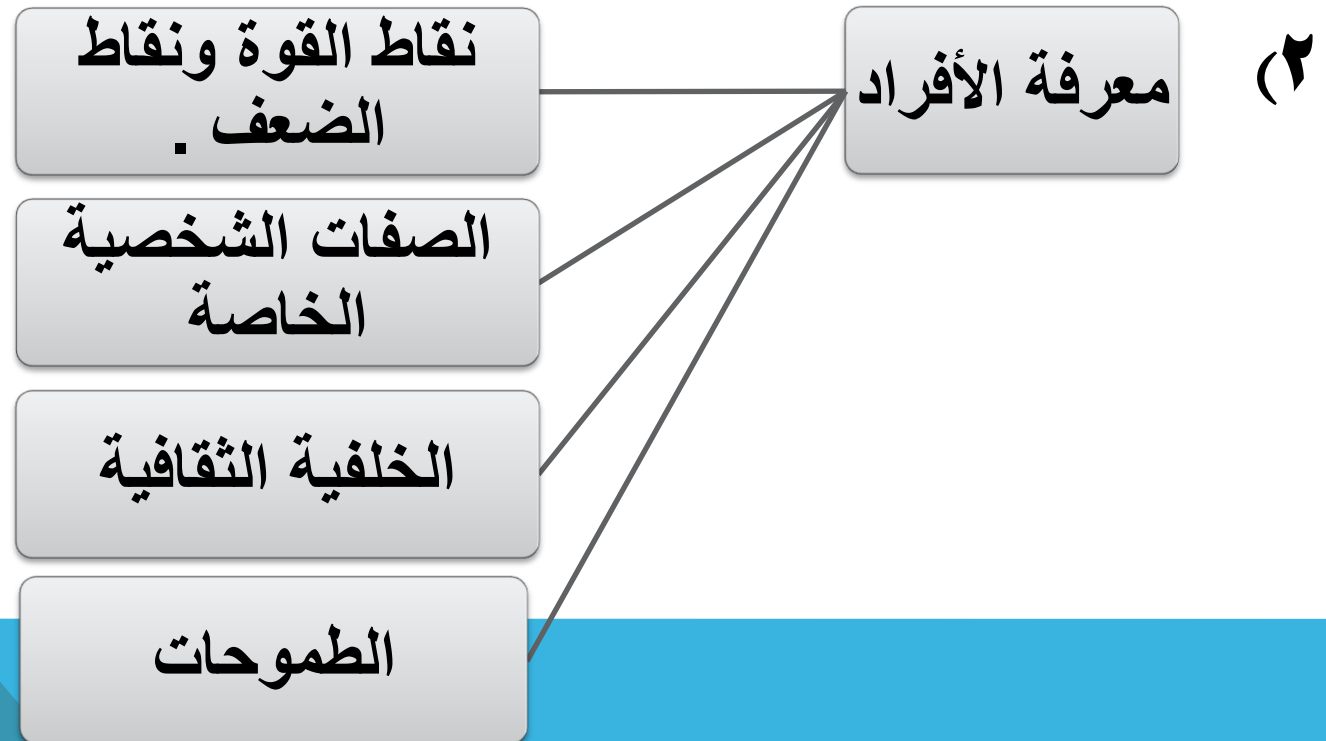 ٢)
معرفة الأفراد
نقاط القوة ونقاط
الضعف .
الصفات الشخصية
الخاصة
الخلفية الثقافية
الطموحات